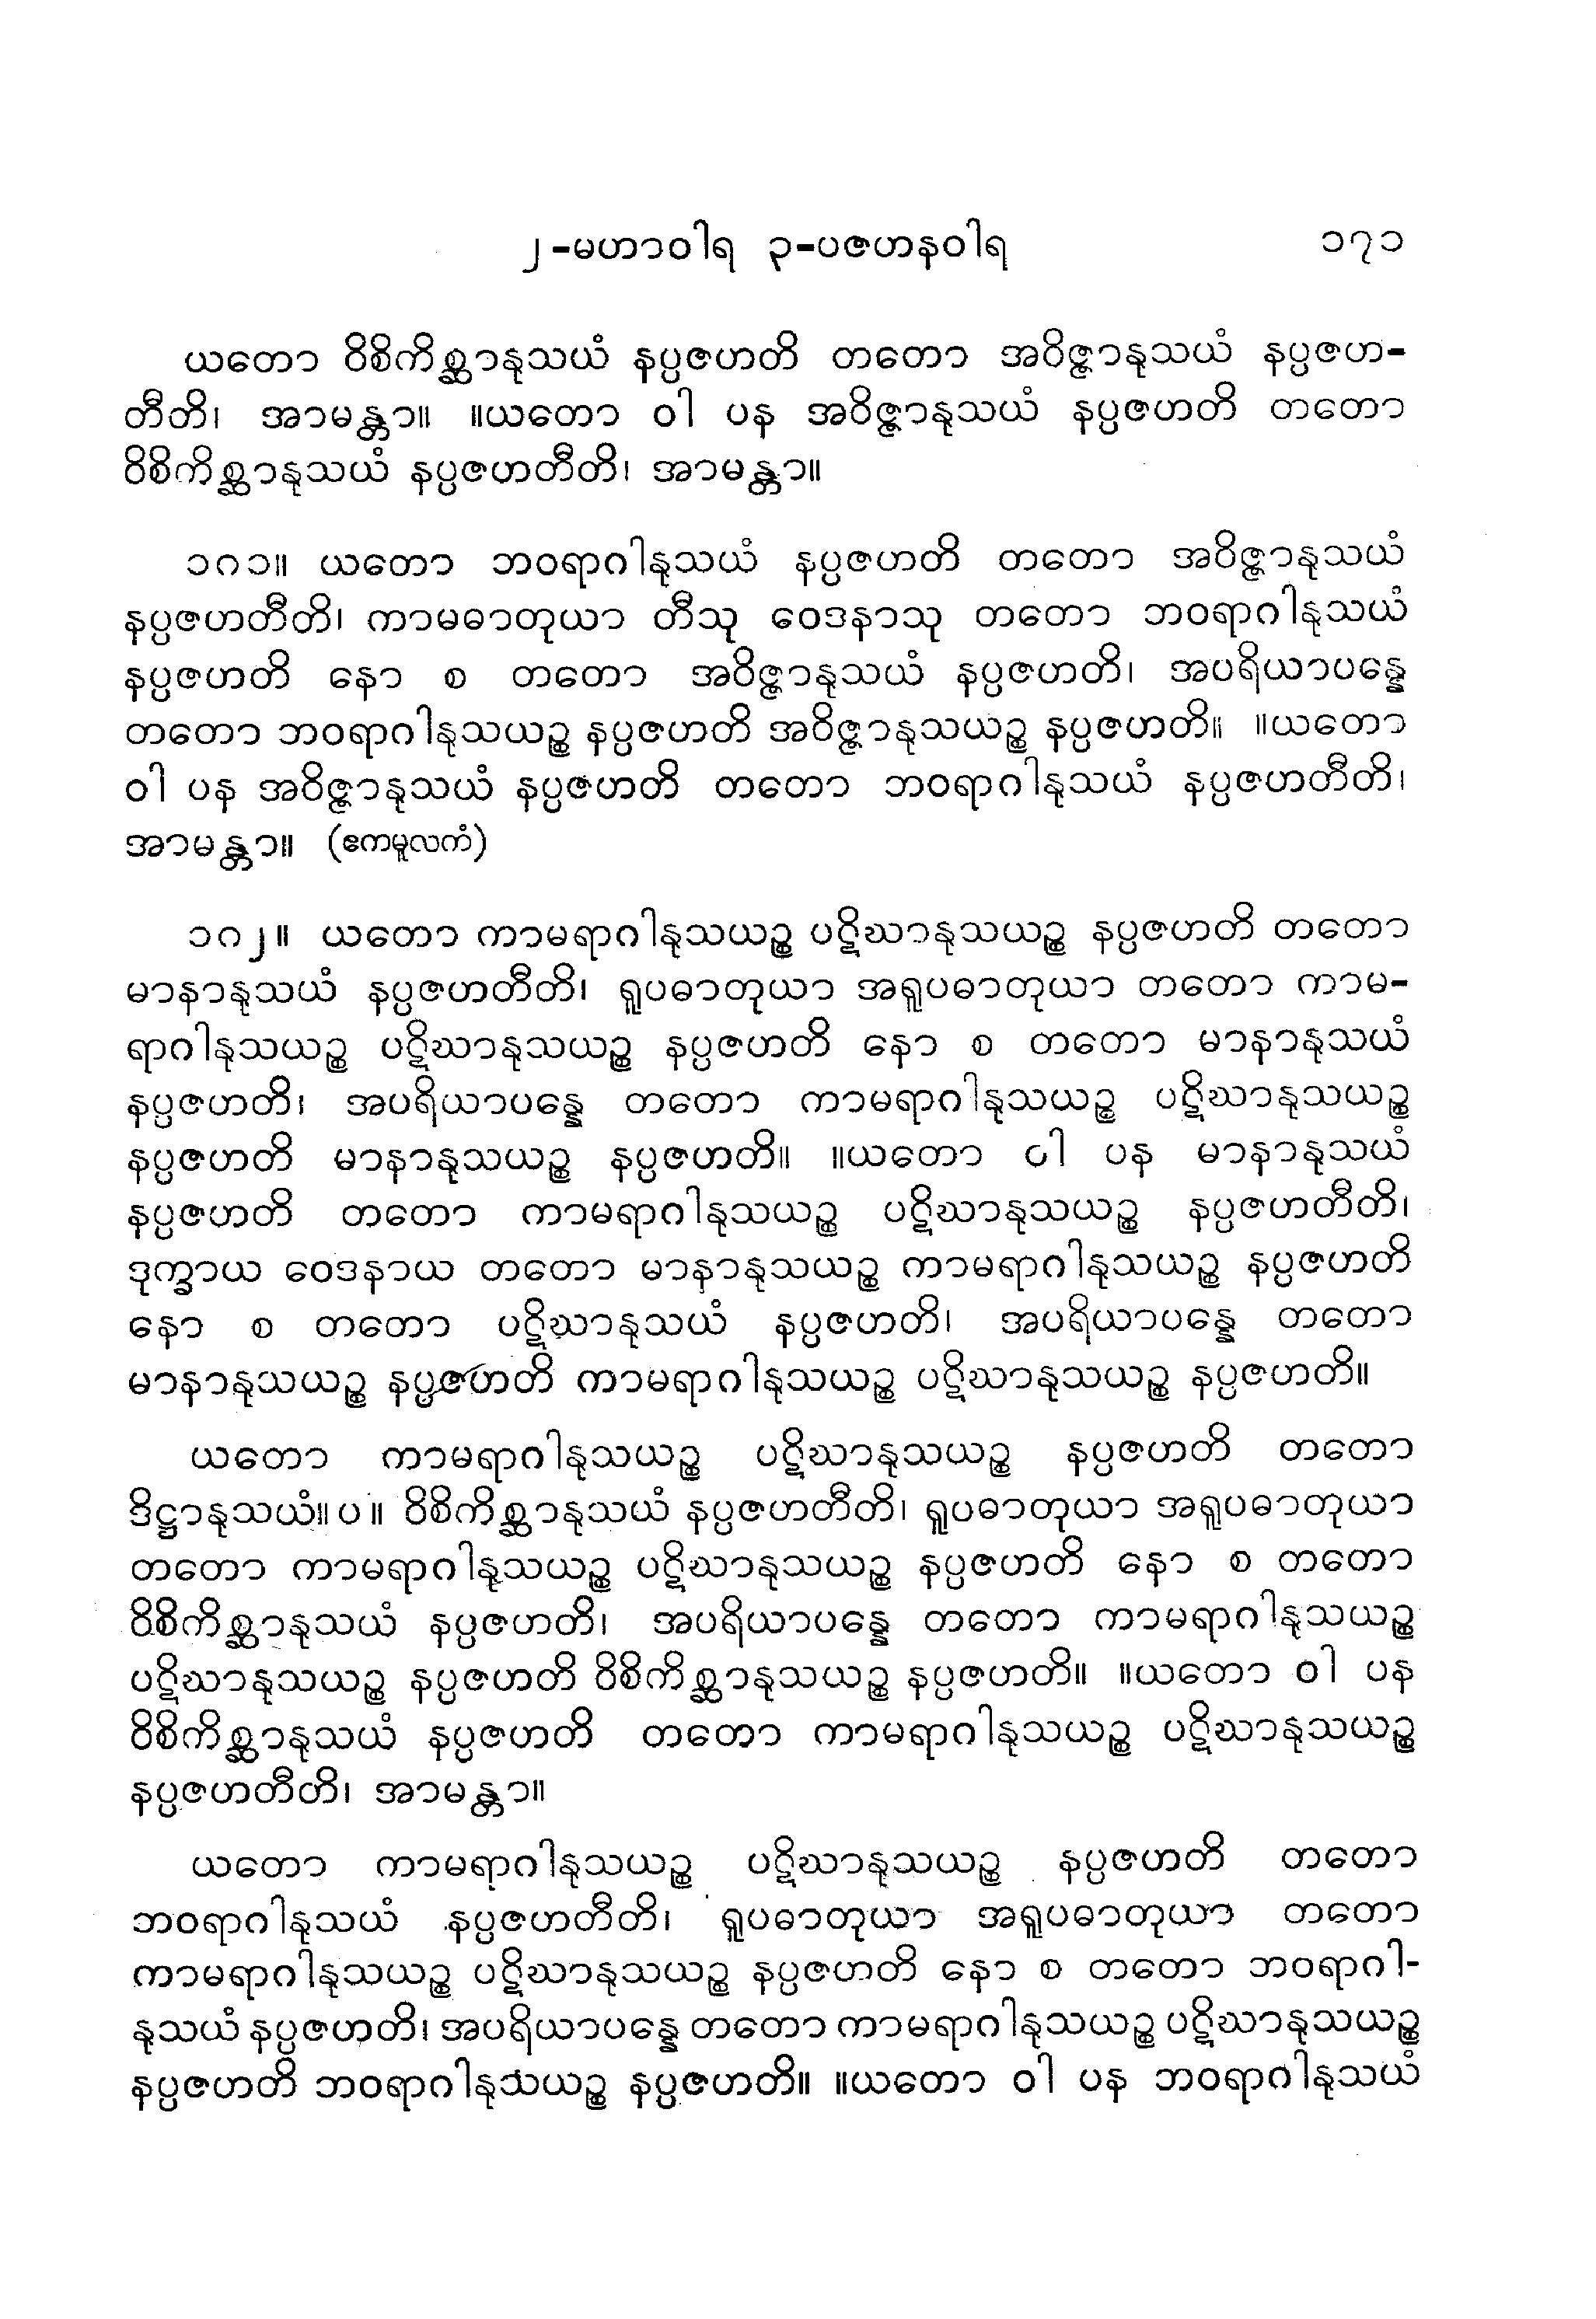 ၂-မဟာဝါရ ၃-ပဇဟနဝါရ ၁၇၁
ယတော ဝိစိကိစ္ဆာနုသယံ နပ္ပဇဟတိ တတော အဝိဇ္ဇာနုသယံ နပ္ပဇဟ-
တီတိ၊ အာမန္တာ။ ။ယတော ဝါ ပန အဝိဇ္ဇာနုသယံ နပ္ပဇဟတိ တတော
ဝိစိကိစ္ဆာနုသယံ နပ္ပဇဟတီတိ၊ အာမန္တာ။
၁၈၁။ ယတော ဘဝရာဂါနုသယံ နပ္ပဇဟတိ တတော အဝိဇ္ဇာနုသယံ
နပ္ပဇဟတီတိ၊ ကာမဓာတုယာ တီသု ဝေဒနာသု တတော ဘဝရာဂါနုသယံ
နပ္ပဇဟတိ နော စ တတော အဝိဇ္ဇာနုသယံ နပ္ပဇဟတိ၊ အပရိယာပန္နေ
တတော ဘဝရာဂါနုသယဉ္စ နပ္ပဇဟတိ အဝိဇ္ဇာနုသယဉ္စ နပ္ပဇဟတိ။ ။ယတော
ဝါ ပန အဝိဇ္ဇာနုသယံ နပ္ပဇဟတိ တတော ဘဝရာဂါနုသယံ နပ္ပဇဟတီတိ၊
အာမန္တာ။ (ဧကမူလကံ)
၁၈၂။ ယတော ကာမရာဂါနုသယဉ္စ ပဋိဃာနုသယဉ္စ နပ္ပဇဟတိ တတော
မာနာနုသယံ နပ္ပဇဟတီတိ၊ ရူပဓာတုယာ အရူပဓာတုယာ တတော ကာမ-
ရာဂါနုသယဉ္စ ပဋိဃာနုသယဉ္စ နပ္ပဇဟတိ နော စ တတော မာနာနုသယံ
နပ္ပဇဟတိ၊ အပရိယာပန္နေ တတော ကာမရာဂါနုသယဉ္စ ပဋိဃာနုသယဉ္စ
နပ္ပဇဟတိ မာနာနုသယဉ္စ နပ္ပဇဟတိ။ ။ယတော ဝါ ပန မာနာနုသယံ
နပ္ပဇဟတိ တတော ကာမရာဂါနုသယဉ္စ ပဋိဃာနုသယဉ္စ နပ္ပဇဟတီတိ၊
ဒုက္ခာယ ဝေဒနာယ တတော မာနာနုသယဉ္စ ကာမရာဂါနုသယဉ္စ နပ္ပဇဟတိ
နော စ တတော ပဋိဃာနုသယံ နပ္ပဇဟတိ၊ အပရိယာပန္နေ တတော
မာနာနုသယဉ္စ နပ္ပဇဟတိ ကာမရာဂါနုသယဉ္စ ပဋိဃာနုသယဉ္စ နပ္ပဇဟတိ။
ယတော ကာမရာဂါနုသယဉ္စ ပဋိဃာနုသယဉ္စ နပ္ပဇဟတိ တတော
ဒိဋ္ဌာနုသယံ။ပ။ ဝိစိကိစ္ဆာနုသယံ နပ္ပဇဟတီတိ၊ ရူပဓာတုယာ အရူပဓာတုယာ
တတော ကာမရာဂါနုသယဉ္စ ပဋိဃာနုသယဉ္စ နပ္ပဇဟတိ နော စ တတော
ဝိစိကိစ္ဆာနုသယံ နပ္ပဇဟတိ၊ အပရိယာပန္နေ တတော ကာမရာဂါနုသယဉ္စ
ပဋိဃာနုသယဉ္စ နပ္ပဇဟတိ ဝိစိကိစ္ဆာနုသယဉ္စ နပ္ပဇဟတိ။ ။ယတော ဝါ ပန
ဝိစိကိစ္ဆာနုသယံ နပ္ပဇဟတိ တတော ကာမရာဂါနုသယဉ္စ ပဋိဃာနုသယဉ္စ
နပ္ပဇဟတီတိ၊ အာမန္တာ။
ယတော ကာမရာဂါနုသယဉ္စ ပဋိဃာနုသယဉ္စ နပ္ပဇဟတိ တတော
ဘဝရာဂါနုသယံ နပ္ပဇဟတီတိ၊ ရူပဓာတုယာ အရူပဓာတုယာ တတော
ကာမရာဂါနုသယဉ္စ ပဋိဃာနုသယဉ္စ နပ္ပဇဟတိ နော စ တတော ဘဝရာဂါ-
နုသယံ နပ္ပဇဟတိ၊ အပရိယာပန္နေ တတော ကာမရာဂါနုသယဉ္စ ပဋိဃာနုသယဉ္စ
နပ္ပဇဟတိ ဘဝရာဂါနုသယဉ္စ နပ္ပဇဟတိ။ ။ယတော ဝါ ပန ဘဝရာဂါနုသယံ